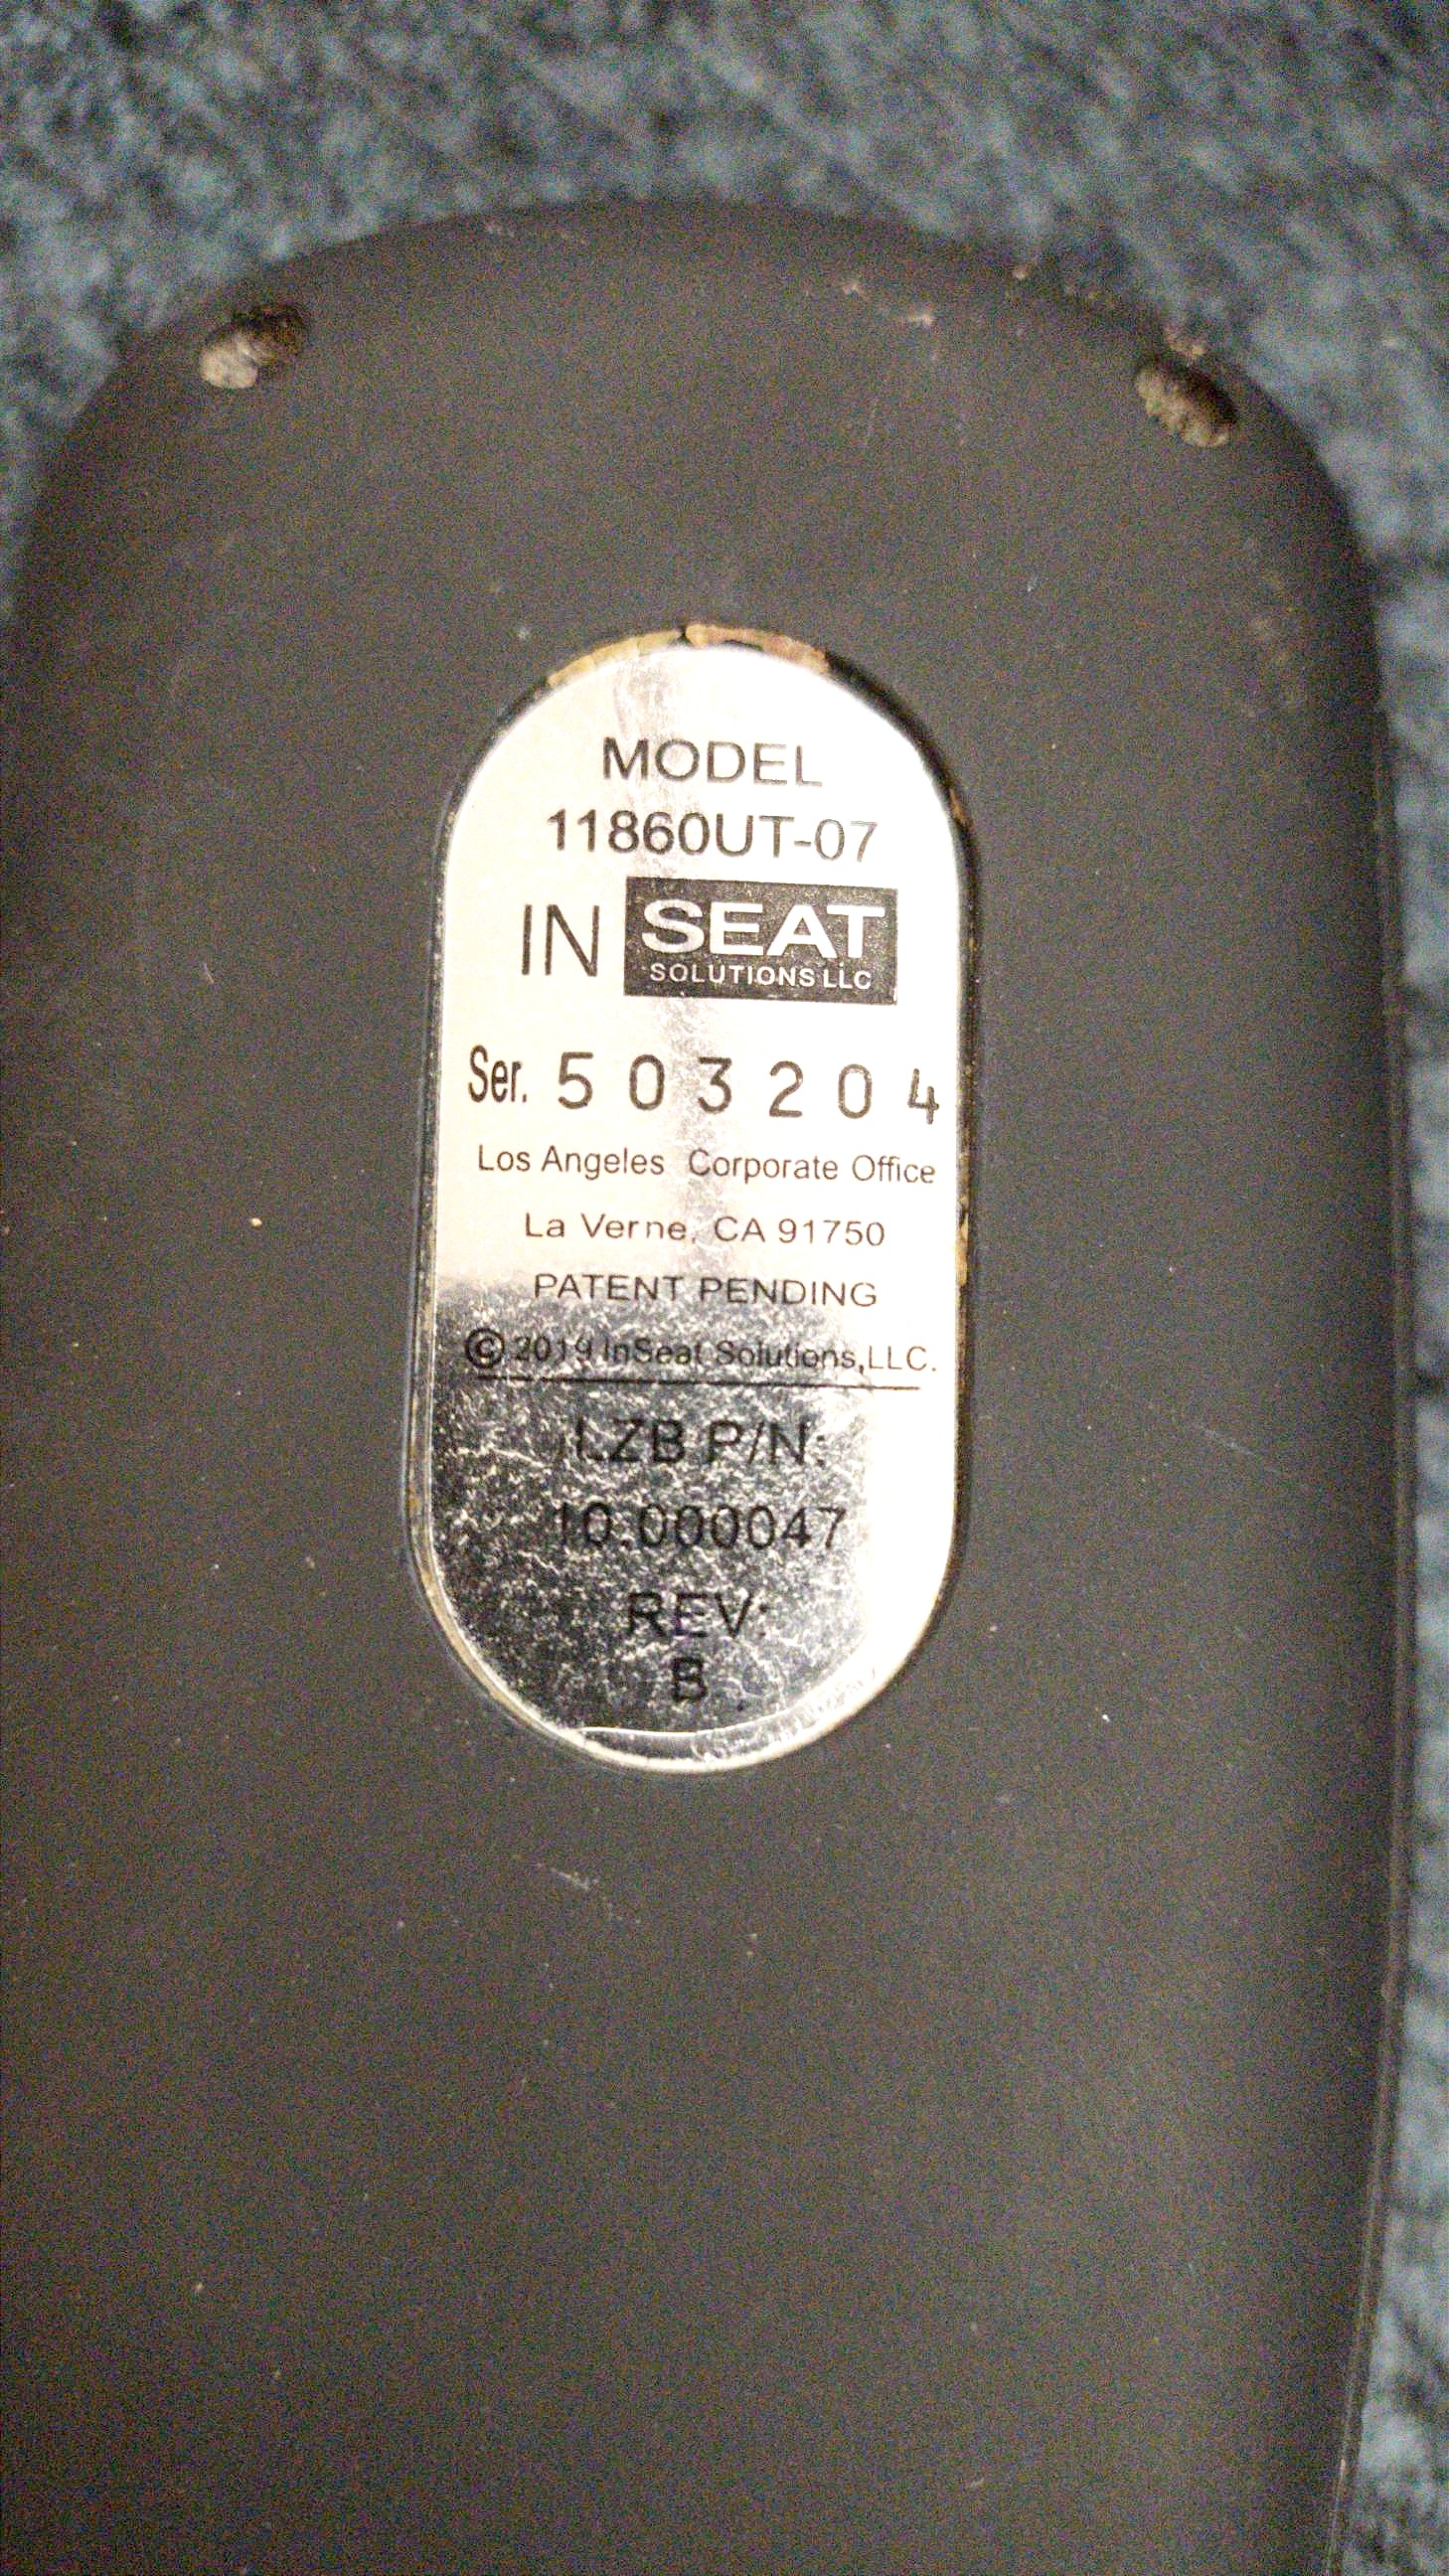 MODEL
11860UT-07
IN SEAT
SOLUTIONS LLC
Ser. 503204
Los Angeles Corporate Office
La Verne, CA 91750
PATENT PENDING
© 2019 InSeat Solutions,LLC.
LZB P/N:
10.000047
REV:
B